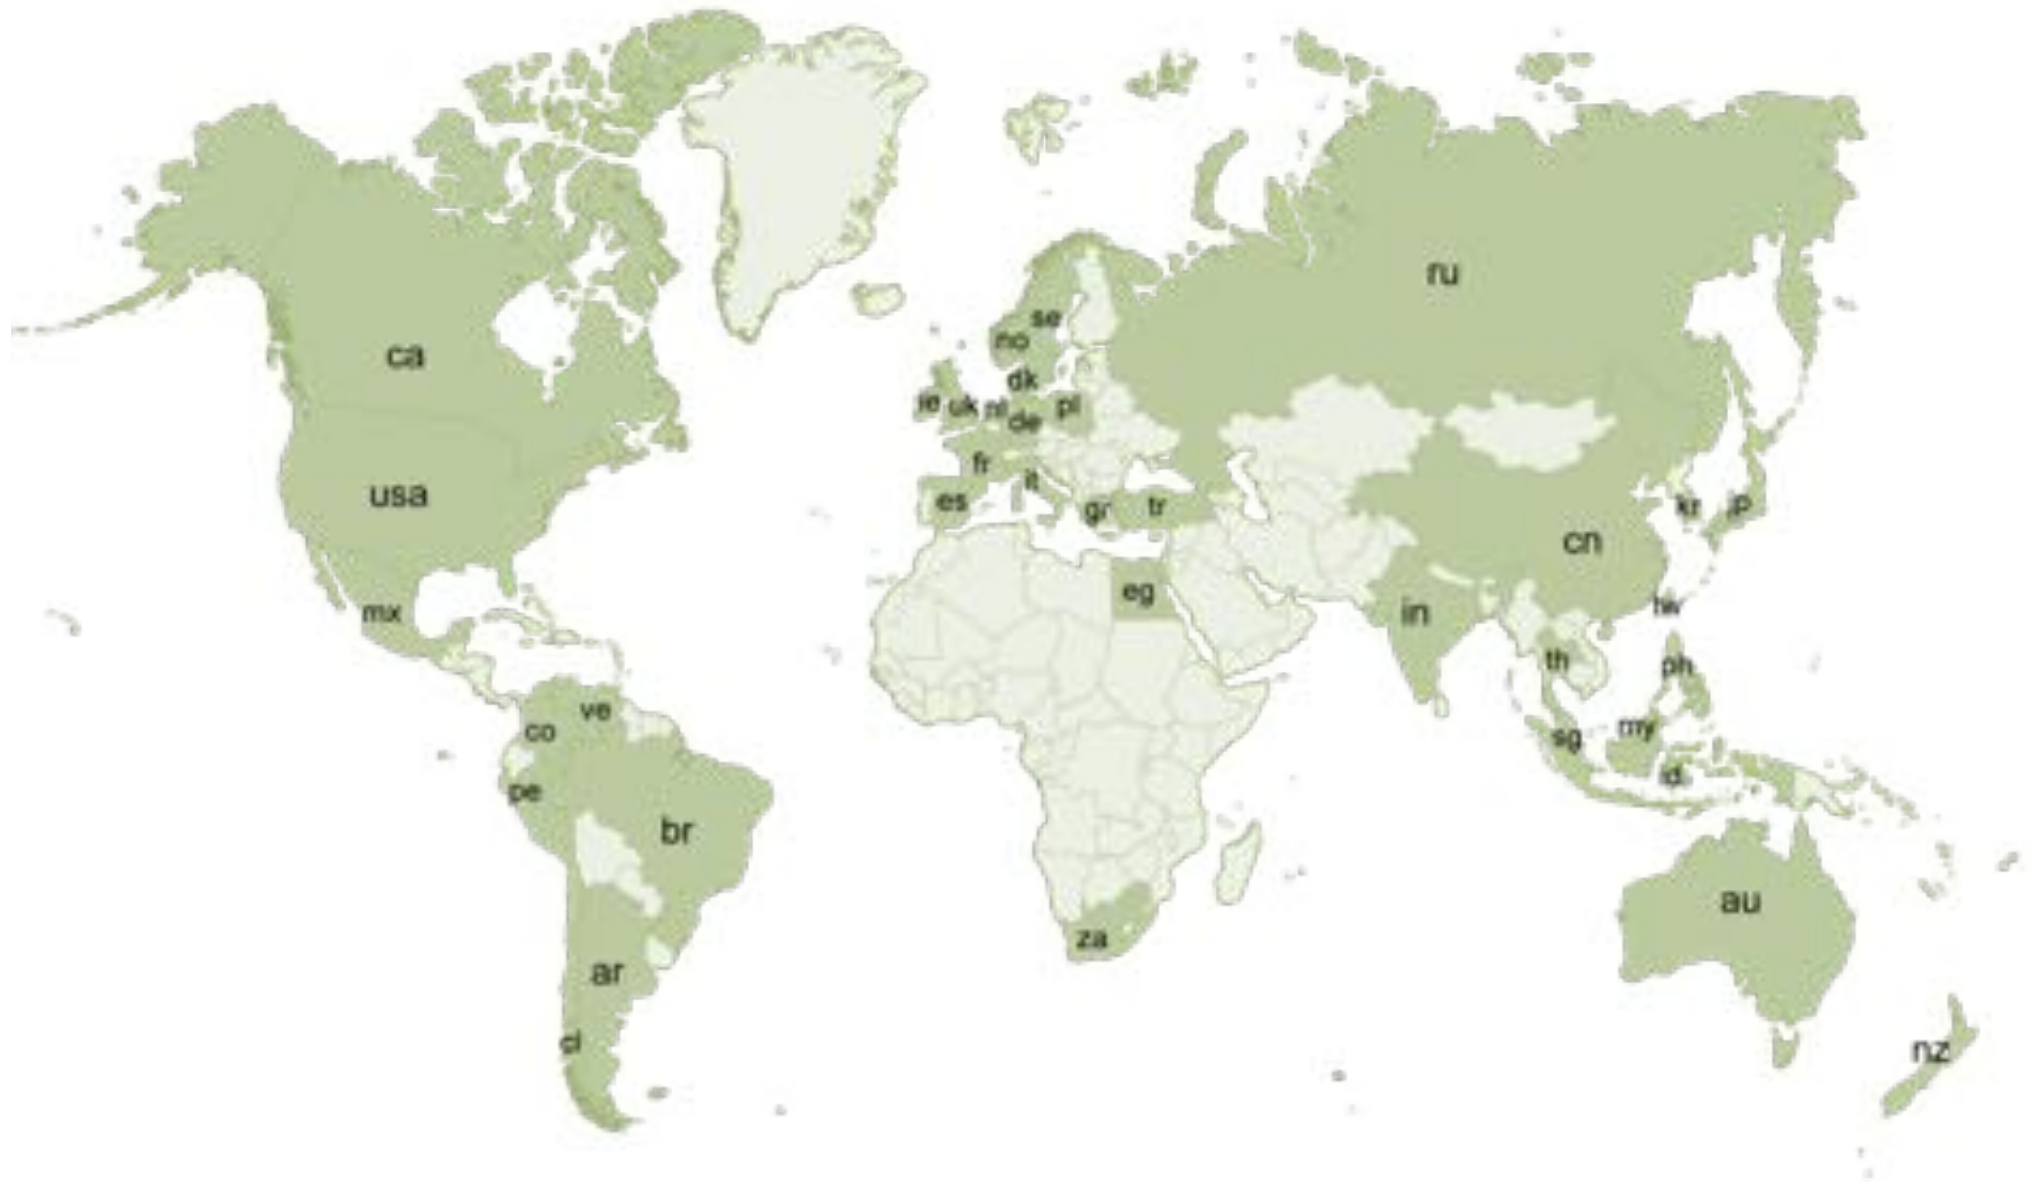 ru
se
no
ca
dk
ie
uk
nl
pl
de
fr
it
usa
es
gr
tr
kr
jp
cn
eg
mx
in
th
ph
ve
co
my
sg
id
pe
br
au
za
ar
cl
nz